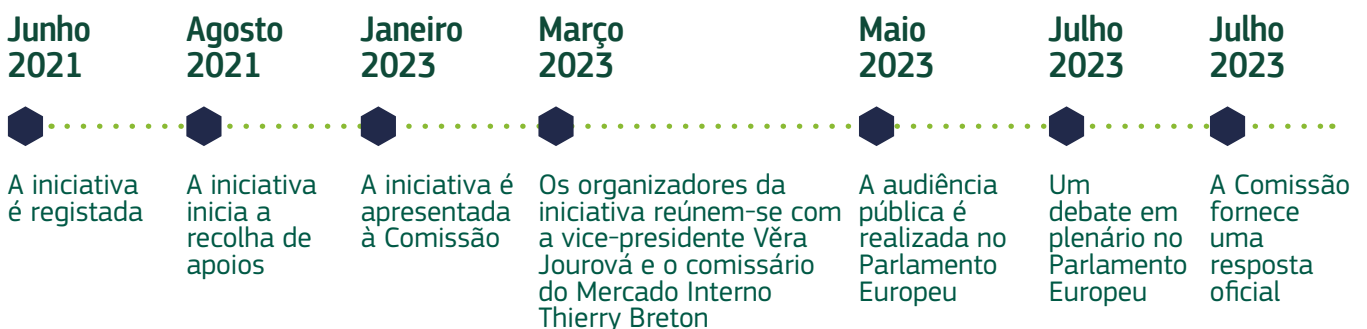 Junho
2021
A iniciativa
é registada
Agosto
2021
A iniciativa
inicia a
recolha de
apoios
Janeiro
2023
A iniciativa é
apresentada
à Comissão
Março
2023
Os organizadores da
iniciativa reúnem-se com
a vice-presidente Věra
Jourová e o comissário
do Mercado Interno
Thierry Breton
Maio
2023
A audiência
pública é
realizada no
Parlamento
Europeu
Julho
2023
Um
debate em
plenário no
Parlamento
Europeu
Julho
2023
A Comissão
fornece
uma
resposta
oficial